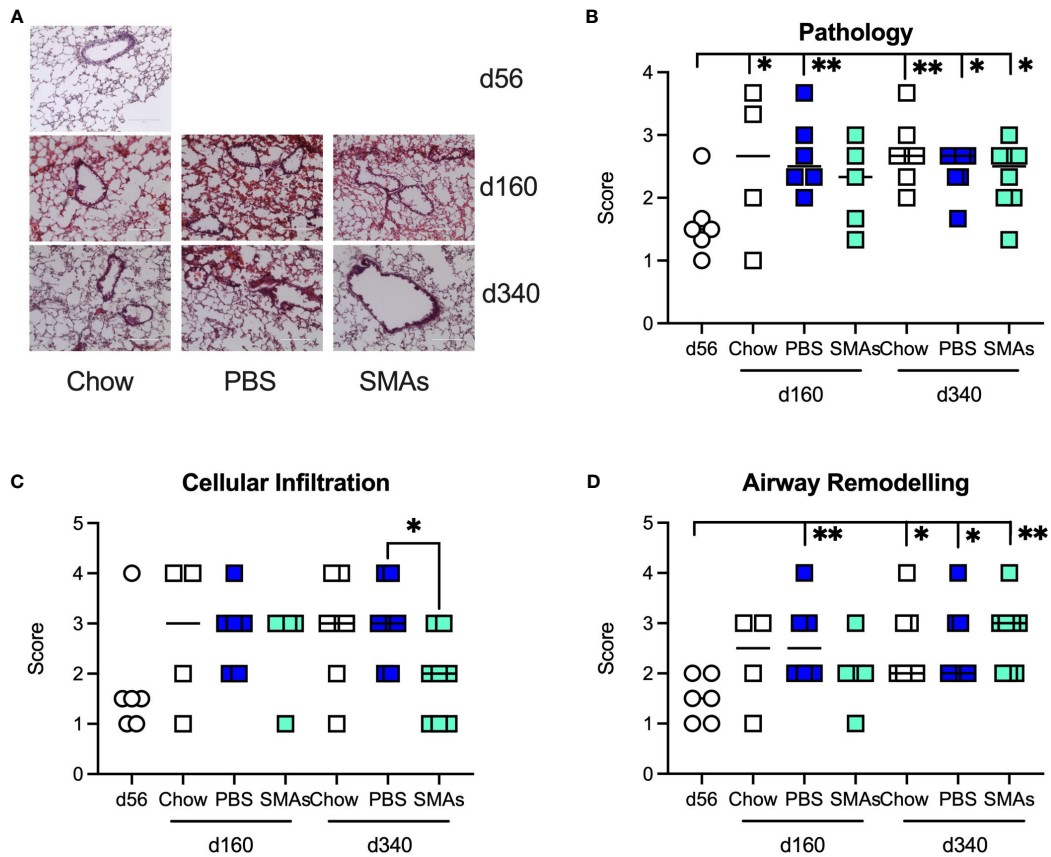 A
d56
d160
d340
Chow PBS SMAs
B
Pathology
* ** ** * *
4
3
2
1
0
Score
d56 Chow PBS SMAs Chow PBS SMAs
d160 d340
C
Cellular Infiltration
*
5
4
3
2
1
0
Score
d56 Chow PBS SMAs Chow PBS SMAs
d160 d340
D
Airway Remodelling
** * * **
5
4
3
2
1
0
Score
d56 Chow PBS SMAs Chow PBS SMAs
d160 d340